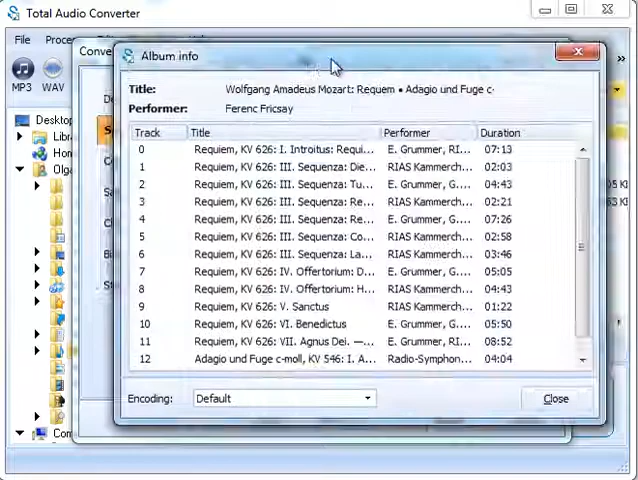 Total Audio Converter
File Proce
Conve
»
Album info
MP3 WAV
Title: Wolfgang Amadeus Mozart: Requiem • Adagio und Fuge c-
Performer: Ferenc Fricsay
Track Title Performer Duration
0 Requiem, KV 626: I. Introitus: Requi... E. Grummer, RI... 07:13
1 Requiem, KV 626: III. Sequenza: Die... RIAS Kammerch... 02:03
2 Requiem, KV 626: III. Sequenza: Tu... E. Grummer, G.... 04:43
3 Requiem, KV 626: III. Sequenza: Re... RIAS Kammerch... 02:21
4 Requiem, KV 626: III. Sequenza: Re... E. Grummer, G.... 07:26
5 Requiem, KV 626: III. Sequenza: Co... RIAS Kammerch... 02:58
6 Requiem, KV 626: III. Sequenza: La... RIAS Kammerch... 03:46
7 Requiem, KV 626: IV. Offertorium: D... E. Grummer, G.... 05:05
8 Requiem, KV 626: IV. Offertorium: H... E. Grummer, G.... 04:43
9 Requiem, KV 626: V. Sanctus RIAS Kammerch... 01:22
10 Requiem, KV 626: VI. Benedictus E. Grummer, G.... 05:50
11 Requiem, KV 626: VII. Agnus Dei. —... E. Grummer, G.... 08:52
12 Adagio und Fuge c-moll, KV 546: I. A... Radio-Symphon... 04:04
Encoding: Default Close
Desktop
Libra
Hom
Olga
Com